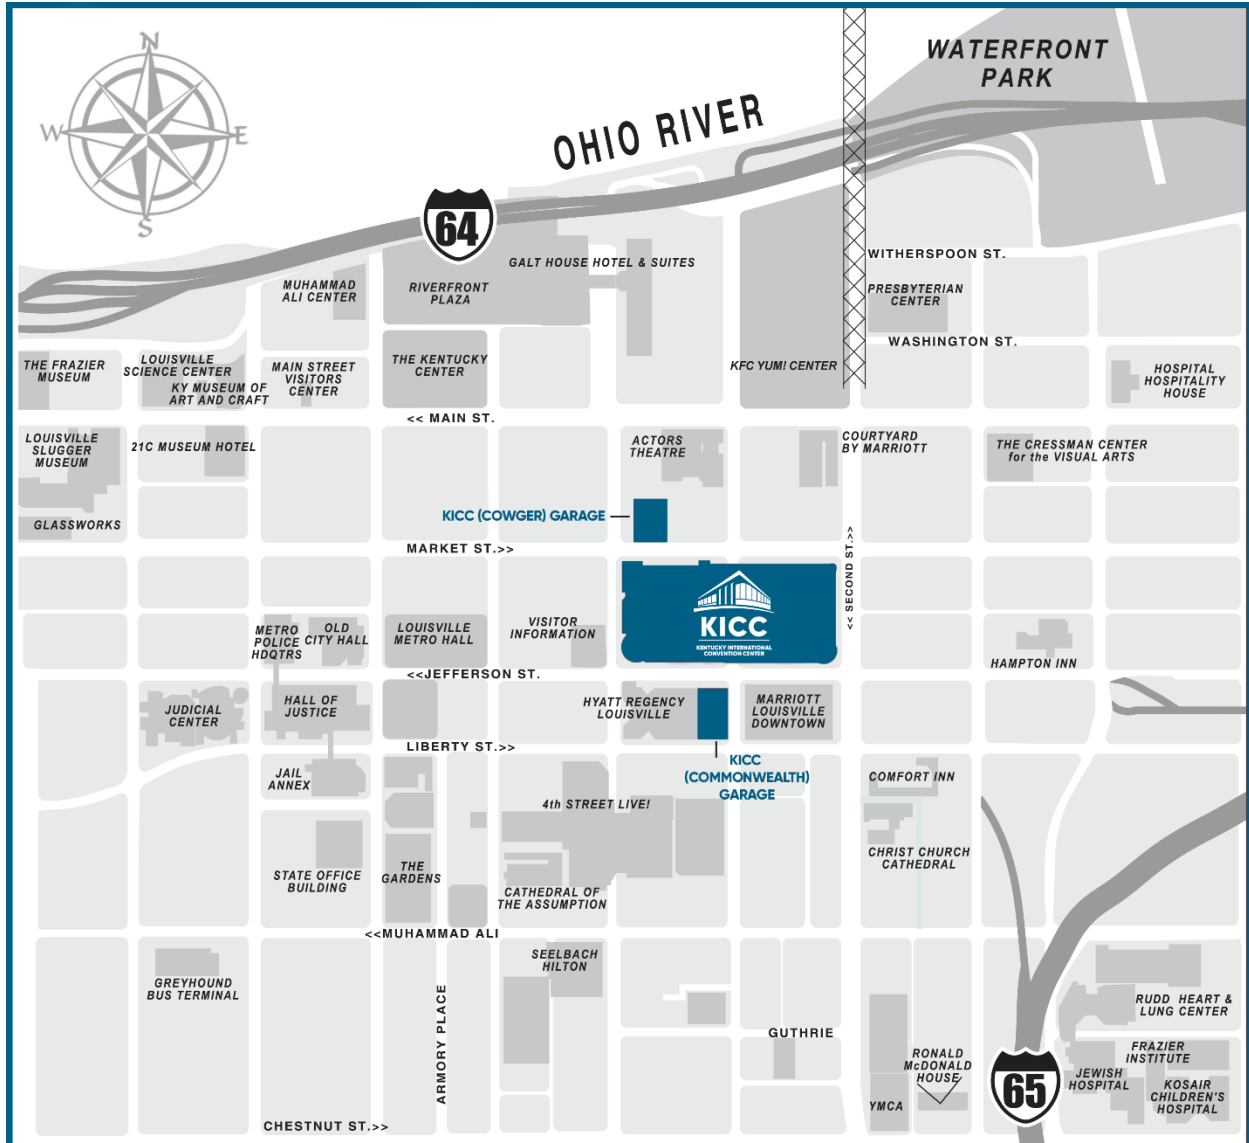 N
W
E
S
WATERFRONT
PARK
OHIO RIVER
64
WITHERSPOON ST.
GALT HOUSE HOTEL & SUITES
MUHAMMAD
ALI CENTER
RIVERFRONT
PLAZA
PRESBYTERIAN
CENTER
WASHINGTON ST.
THE FRAZIER
MUSEUM
LOUISVILLE
SCIENCE CENTER
KY MUSEUM OF
ART AND CRAFT
MAIN STREET
VISITORS
CENTER
THE KENTUCKY
CENTER
KFC YUM! CENTER
HOSPITAL
HOSPITALITY
HOUSE
<< MAIN ST.
LOUISVILLE
SLUGGER
MUSEUM
21C MUSEUM HOTEL
ACTORS
THEATRE
COURTYARD
BY MARRIOTT
THE CRESSMAN CENTER
for the VISUAL ARTS
GLASSWORKS
KICC (COWGER) GARAGE
MARKET ST.>>
<< SECOND ST.>>
KICC
KENTUCKY INTERNATIONAL
CONVENTION CENTER
METRO
POLICE
HDQTRS
OLD
CITY HALL
LOUISVILLE
METRO HALL
VISITOR
INFORMATION
HAMPTON INN
<<JEFFERSON ST.
JUDICIAL
CENTER
HALL OF
JUSTICE
HYATT REGENCY
LOUISVILLE
MARRIOTT
LOUISVILLE
DOWNTOWN
LIBERTY ST.>>
KICC
(COMMONWEALTH)
GARAGE
JAIL
ANNEX
COMFORT INN
4th STREET LIVE!
CHRIST CHURCH
CATHEDRAL
STATE OFFICE
BUILDING
THE
GARDENS
CATHEDRAL OF
THE ASSUMPTION
<<MUHAMMAD ALI
SEELBACH
HILTON
GREYHOUND
BUS TERMINAL
ARMORY PLACE
RUDD HEART &
LUNG CENTER
GUTHRIE
RONALD
McDONALD
HOUSE
65
FRAZIER
INSTITUTE
JEWISH
HOSPITAL
KOSAIR
CHILDREN'S
HOSPITAL
YMCA
CHESTNUT ST.>>